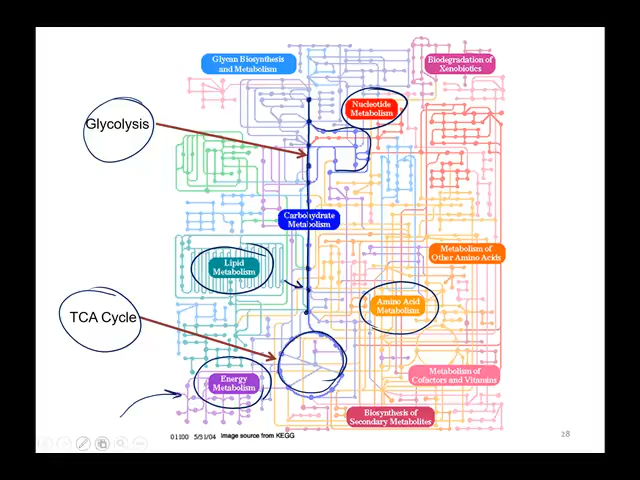 Glycan Biosynthesis
and Metabolism
Biodegradation of
Xenobiotics
Nucleotide
Metabolism
Glycolysis
Carbohydrate
Metabolism
Metabolism of
Other Amino Acids
Lipid
Metabolism
Amino Acid
Metabolism
TCA Cycle
Metabolism of
Cofactors and Vitamins
Energy
Metabolism
Biosynthesis of
Secondary Metabolites
01100 5/31/04 Image source from KEGG
28